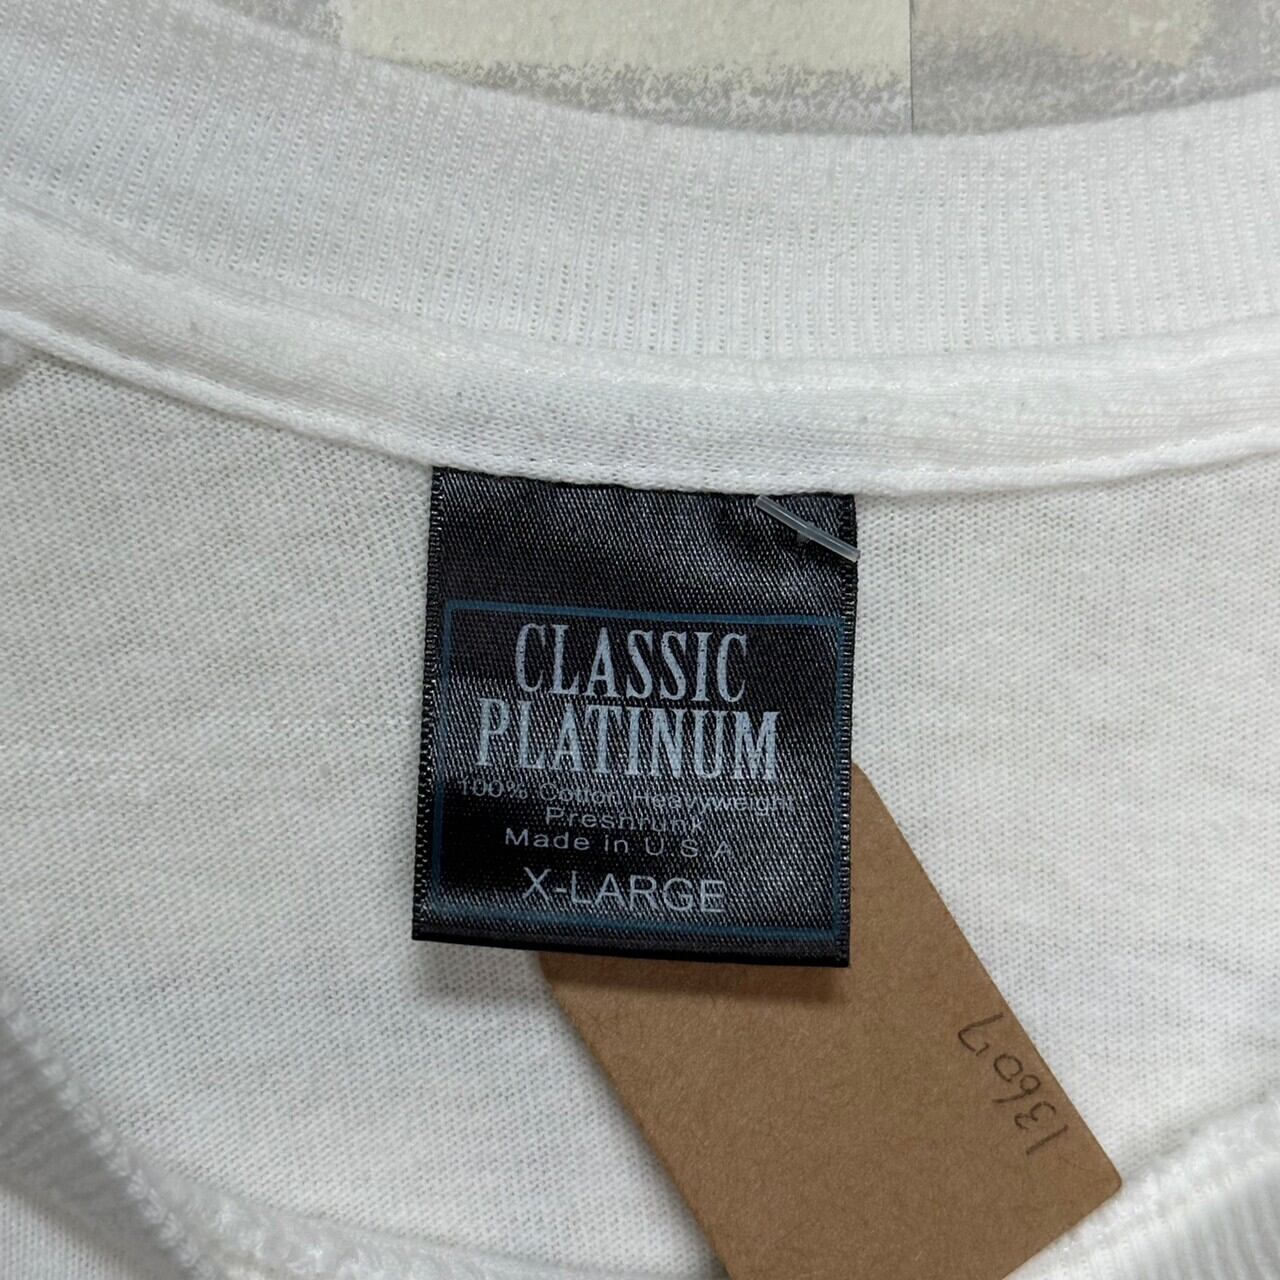 CLASSIC
PLATINUM
100% Cotton Heavyweight
Preshrunk
Made in U S A
X-LARGE
13607